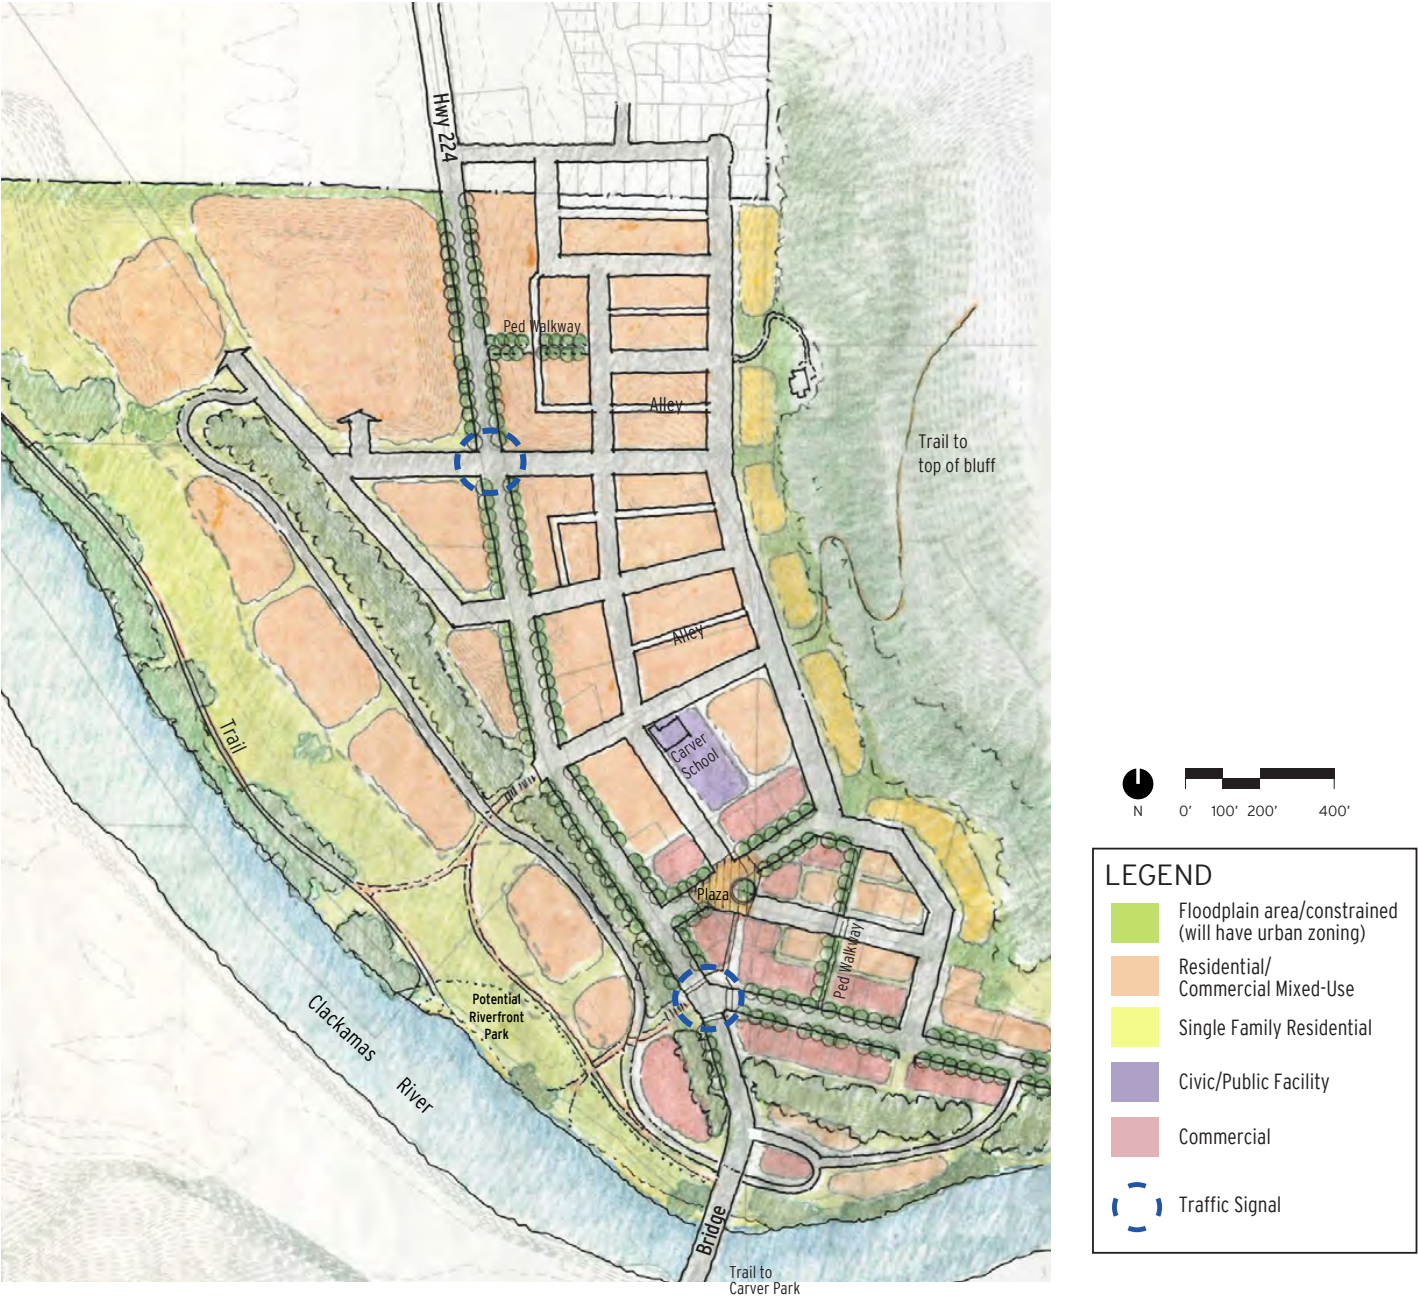 Hwy 224
Ped Walkway
Alley
Trail to
top of bluff
Alley
Trail
Carver
School
Plaza
Ped Walkway
Potential
Riverfront
Park
Clackamas
River
Bridge
Trail to
Carver Park
N
0' 100' 200' 400'
LEGEND
Floodplain area/constrained
(will have urban zoning)
Residential/
Commercial Mixed-Use
Single Family Residential
Civic/Public Facility
Commercial
Traffic Signal